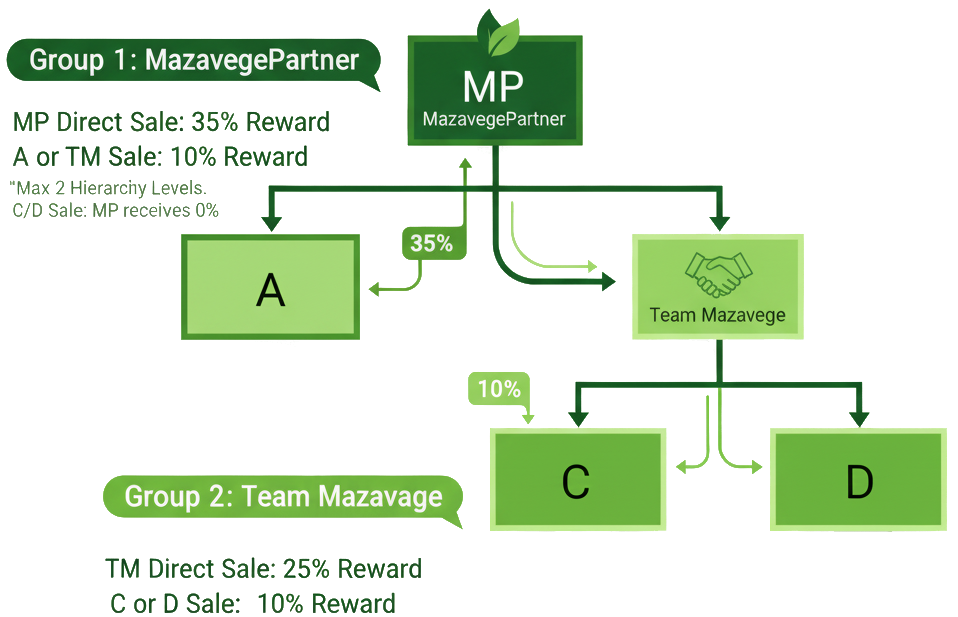 Group 1: MazavegePartner
MP
MazavegePartner
MP Direct Sale: 35% Reward
A or TM Sale: 10% Reward
"Max 2 Hierarchy Levels.
C/D Sale: MP receives 0%
35%
A
Team Mazavege
10%
C
D
Group 2: Team Mazavage
TM Direct Sale: 25% Reward
C or D Sale: 10% Reward